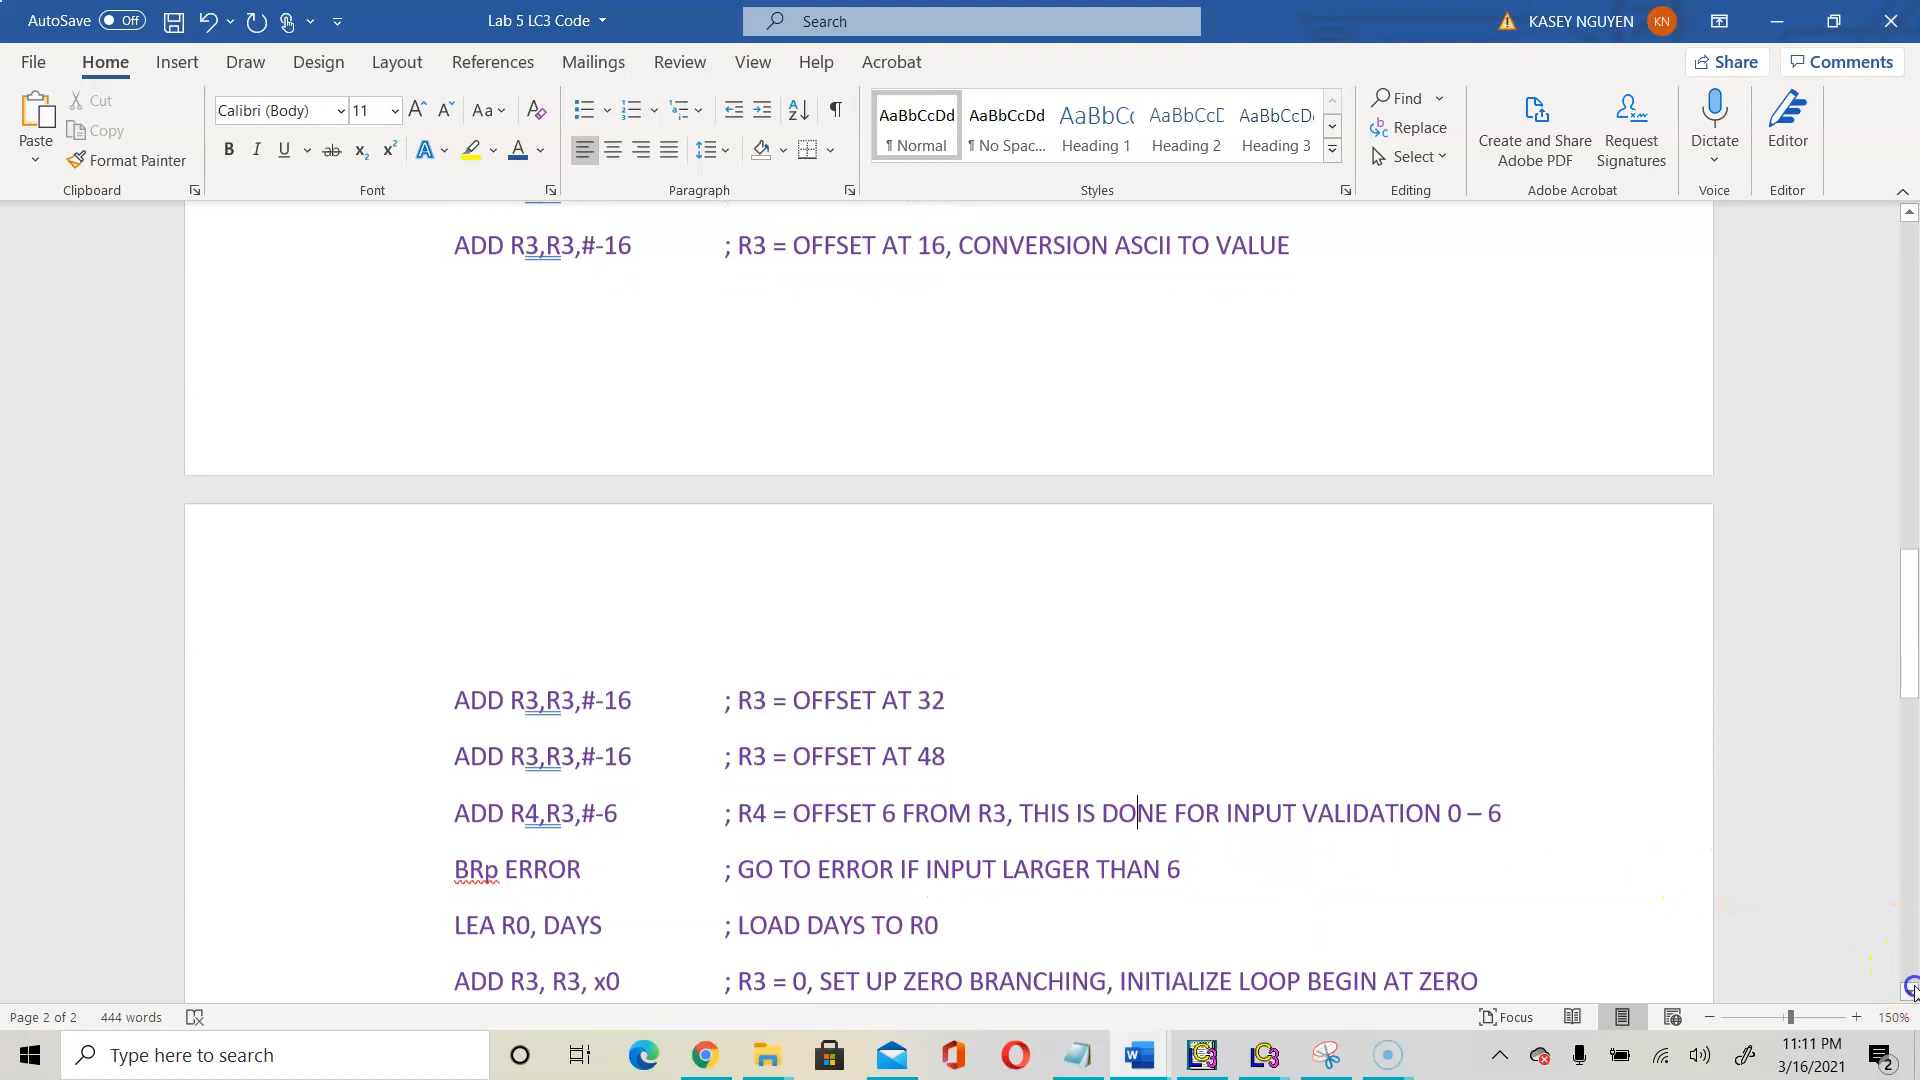 AutoSave Off
Lab 5 LC3 Code
Search
KASEY NGUYEN KN
File Home Insert Draw Design Layout References Mailings Review View Help Acrobat
Share Comments
Paste
Cut
Copy
Format Painter
Clipboard
Calibri (Body) 11
Font
Paragraph
AaBbCcDd AaBbCcDd AaBbCc AaBbCcD AaBbCcD
¶ Normal ¶ No Spac... Heading 1 Heading 2 Heading 3
Styles
Find
Replace
Select
Editing
Create and Share Adobe PDF
Request Signatures
Adobe Acrobat
Dictate
Voice
Editor
Editor
ADD R3,R3,#-16 ; R3 = OFFSET AT 16, CONVERSION ASCII TO VALUE
ADD R3,R3,#-16 ; R3 = OFFSET AT 32
ADD R3,R3,#-16 ; R3 = OFFSET AT 48
ADD R4,R3,#-6 ; R4 = OFFSET 6 FROM R3, THIS IS DONE FOR INPUT VALIDATION 0 – 6
BRp ERROR ; GO TO ERROR IF INPUT LARGER THAN 6
LEA R0, DAYS ; LOAD DAYS TO R0
ADD R3, R3, x0 ; R3 = 0, SET UP ZERO BRANCHING, INITIALIZE LOOP BEGIN AT ZERO
Page 2 of 2 444 words
Focus
150%
Type here to search
11:11 PM
3/16/2021
2